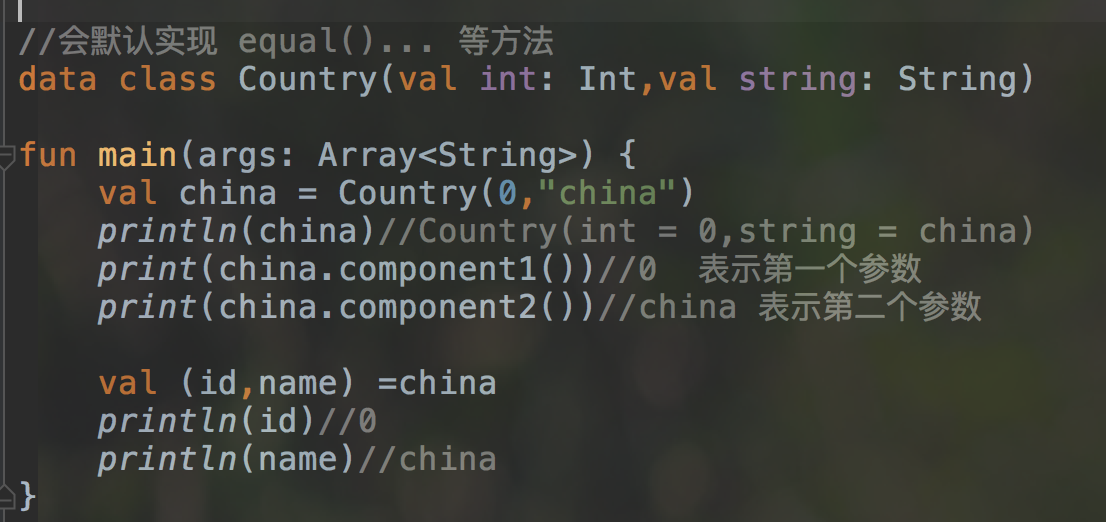 //会默认实现 equal()... 等方法
data class Country(val int: Int,val string: String)
fun main(args: Array<String>) {
val china = Country(0,"china")
println(china)//Country(int = 0,string = china)
print(china.component1())//0 表示第一个参数
print(china.component2())//china 表示第二个参数
val (id,name) =china
println(id)//0
println(name)//china
}